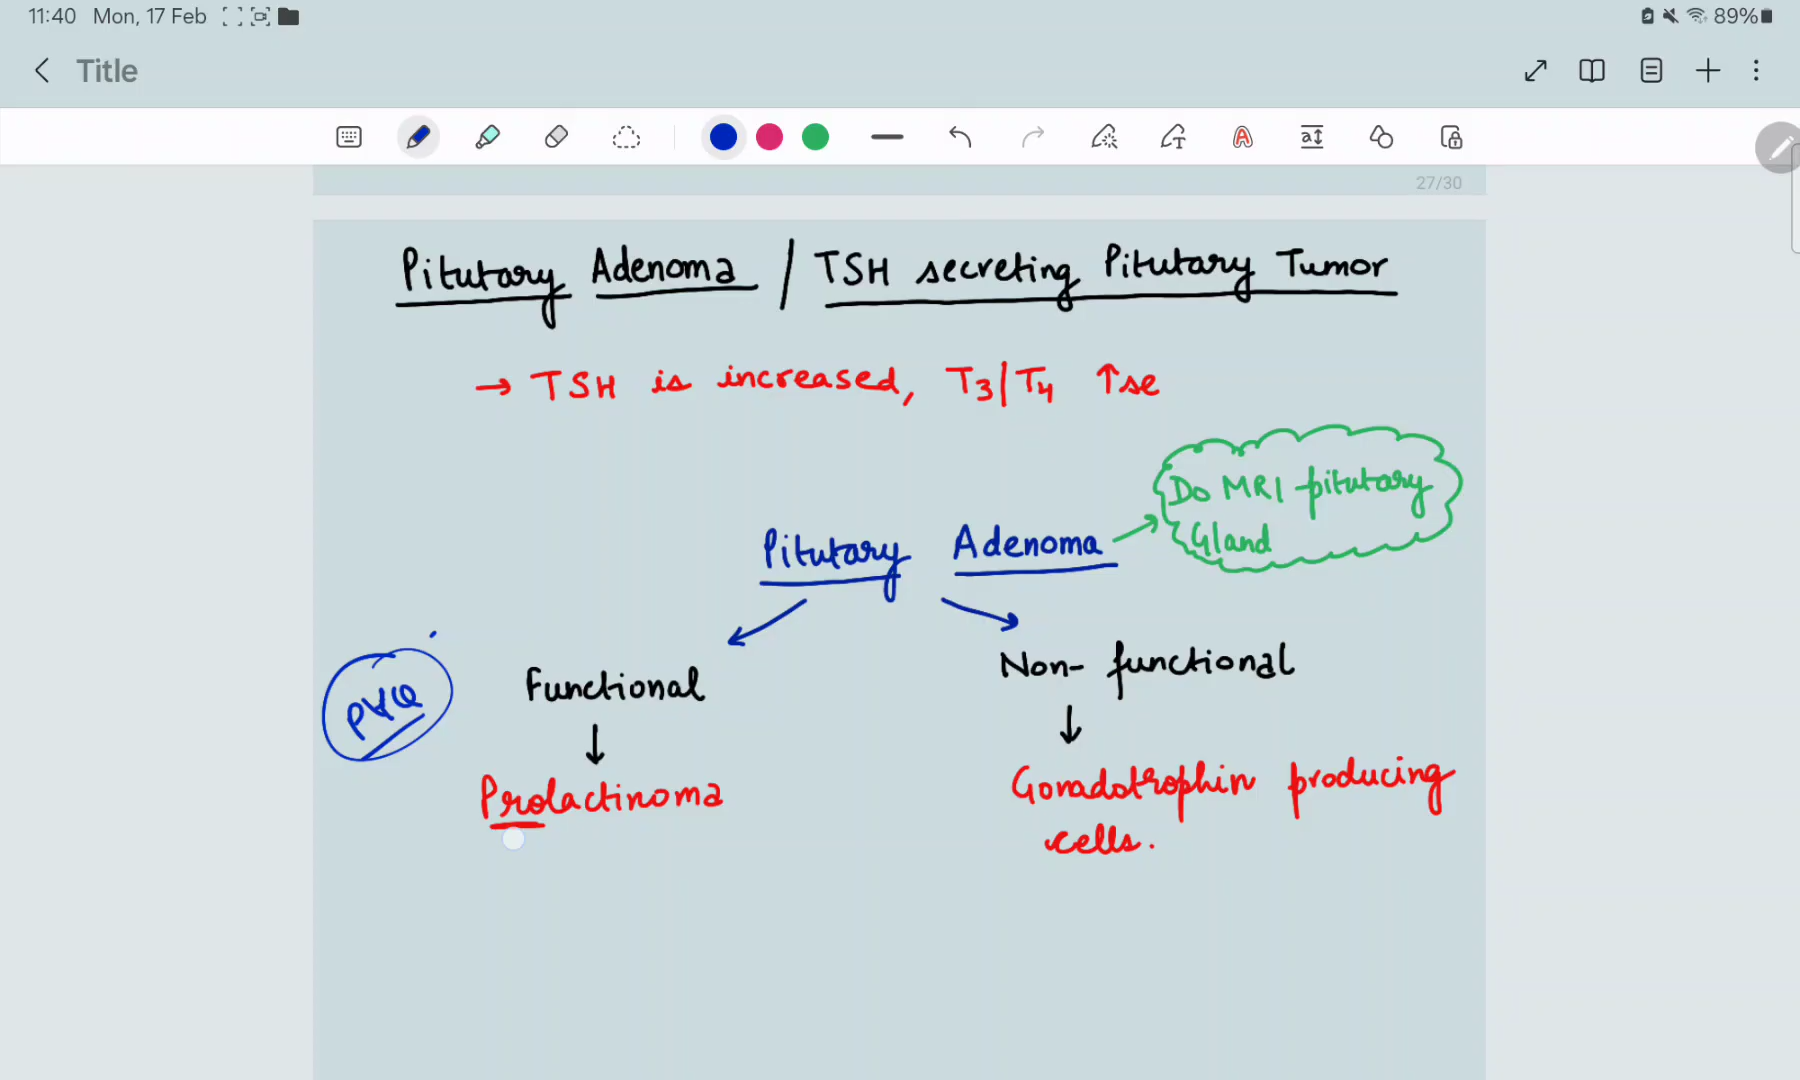 11:40 Mon, 17 Feb
89%
Title
27/30
Pitutary Adenoma / TSH secreting Pitutary Tumor
→ TSH is increased, T3/T4 ↑se
Do MRI pitutary
Gland
Pitutary Adenoma
Functional
Non-functional
PYQ
↓
↓
Prolactinoma
Gonadotrophin producing
cells.